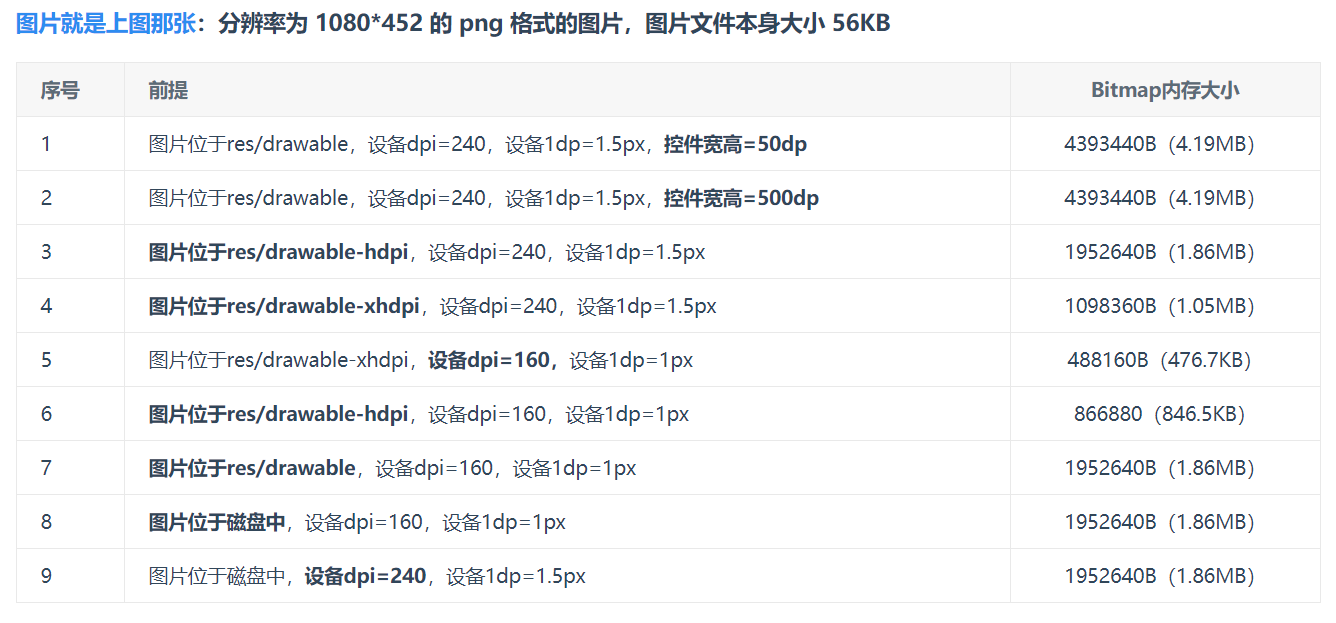 图片就是上图那张：分辨率为 1080*452 的 png 格式的图片，图片文件本身大小 56KB
序号 前提 Bitmap内存大小
1 图片位于res/drawable，设备dpi=240，设备1dp=1.5px，控件宽高=50dp 4393440B（4.19MB）
2 图片位于res/drawable，设备dpi=240，设备1dp=1.5px，控件宽高=500dp 4393440B（4.19MB）
3 图片位于res/drawable-hdpi，设备dpi=240，设备1dp=1.5px 1952640B（1.86MB）
4 图片位于res/drawable-xhdpi，设备dpi=240，设备1dp=1.5px 1098360B（1.05MB）
5 图片位于res/drawable-xhdpi，设备dpi=160，设备1dp=1px 488160B（476.7KB）
6 图片位于res/drawable-hdpi，设备dpi=160，设备1dp=1px 866880（846.5KB）
7 图片位于res/drawable，设备dpi=160，设备1dp=1px 1952640B（1.86MB）
8 图片位于磁盘中，设备dpi=160，设备1dp=1px 1952640B（1.86MB）
9 图片位于磁盘中，设备dpi=240，设备1dp=1.5px 1952640B（1.86MB）